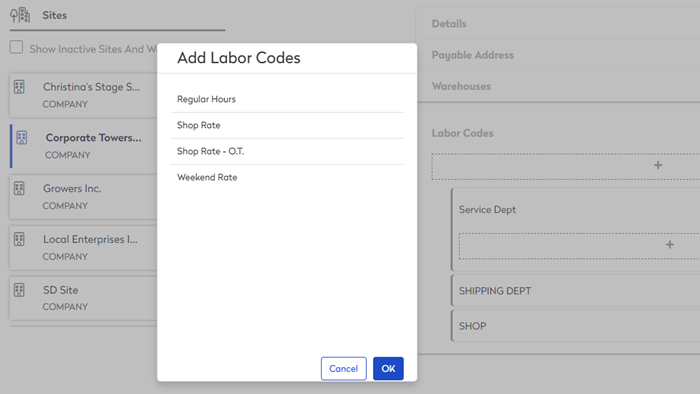 Sites
Show Inactive Sites And W
Christina's Stage S...
COMPANY
Corporate Towers...
COMPANY
Growers Inc.
COMPANY
Local Enterprises I...
COMPANY
SD Site
COMPANY
Add Labor Codes
Regular Hours
Shop Rate
Shop Rate - O.T.
Weekend Rate
Cancel
OK
Details
Payable Address
Warehouses
Labor Codes
+
Service Dept
+
SHIPPING DEPT
SHOP